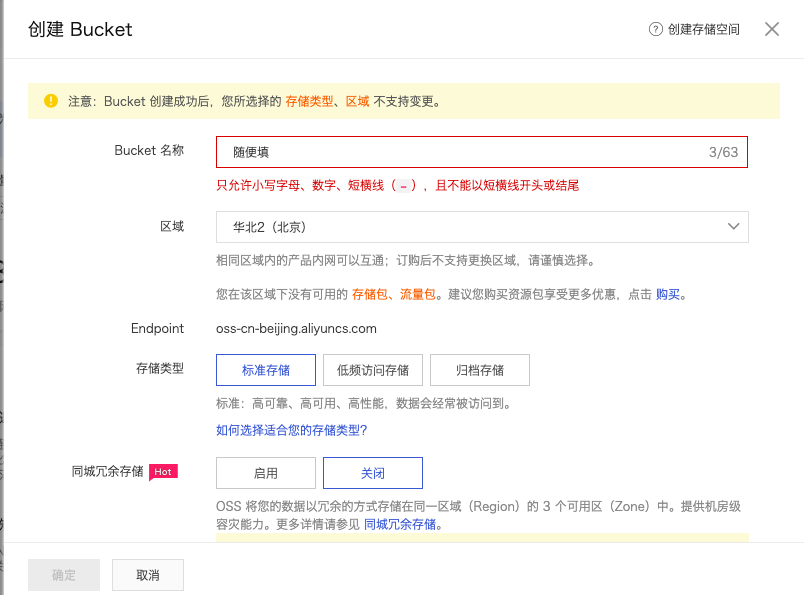 创建 Bucket
创建存储空间
注意：Bucket 创建成功后，您所选择的 存储类型、区域 不支持变更。
Bucket 名称
随便填
3/63
只允许小写字母、数字、短横线（-），且不能以短横线开头或结尾
区域
华北2（北京）
相同区域内的产品内网可以互通；订购后不支持更换区域，请谨慎选择。
您在该区域下没有可用的 存储包、流量包。建议您购买资源包享受更多优惠，点击 购买。
Endpoint
oss-cn-beijing.aliyuncs.com
存储类型
标准存储
低频访问存储
归档存储
标准：高可靠、高可用、高性能，数据会经常被访问到。
如何选择适合您的存储类型？
同城冗余存储
Hot
启用
关闭
OSS 将您的数据以冗余的方式存储在同一区域（Region）的 3 个可用区（Zone）中。提供机房级
容灾能力。更多详情请参见 同城冗余存储。
确定
取消